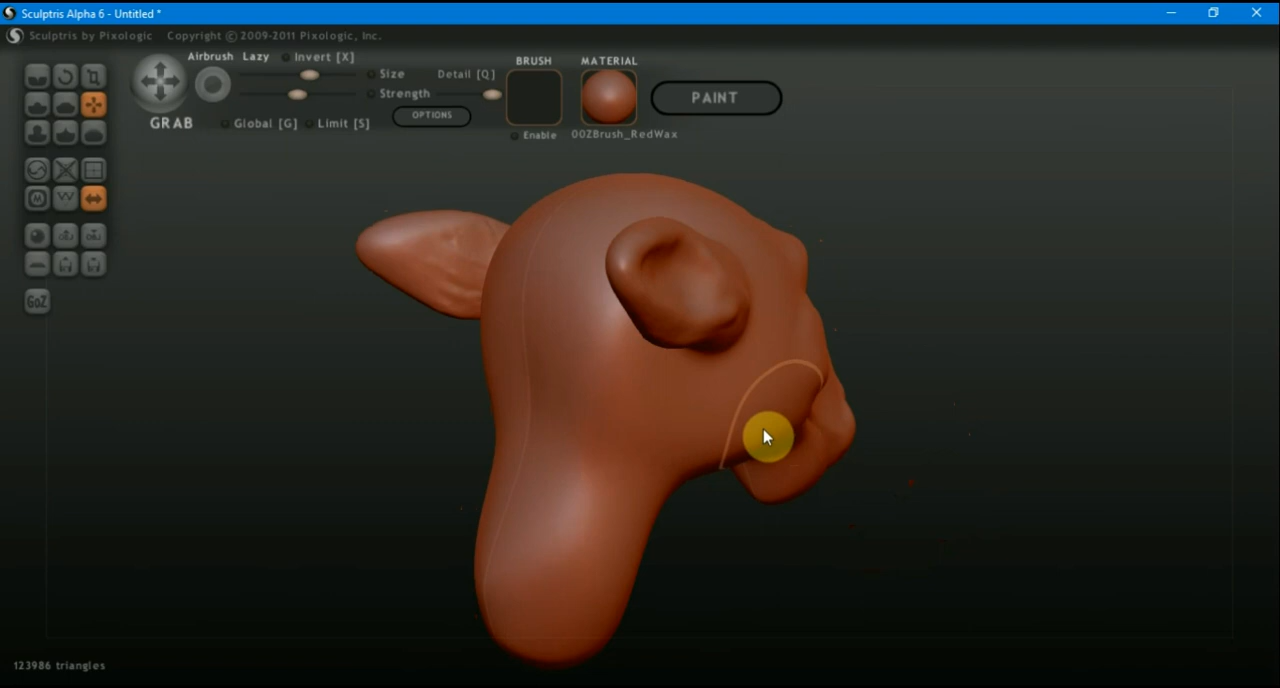 Sculptris Alpha 6 - Untitled *
Sculptris by Pixologic Copyright © 2009-2011 Pixologic, Inc.
Airbrush Lazy Invert [X]
Size Detail [Q]
Strength
GRAB Global [G] Limit [S] OPTIONS
BRUSH
Enable
MATERIAL
00ZBrush_RedWax
PAINT
GoZ
123986 triangles